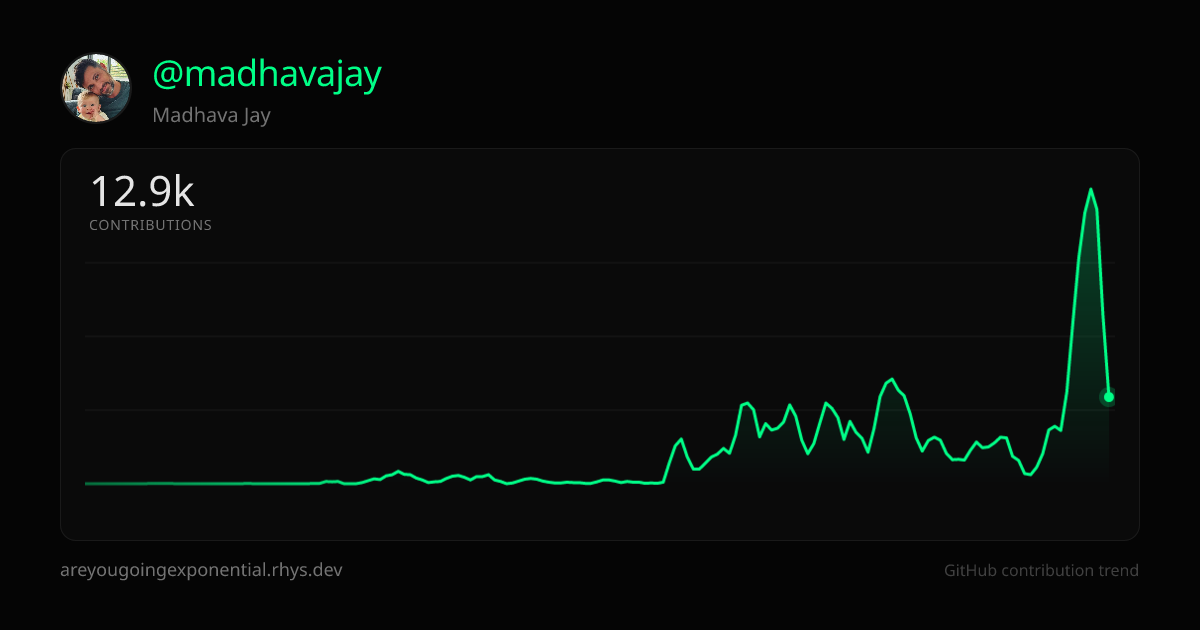 @madhavajay
Madhava Jay
12.9k
CONTRIBUTIONS
areyougoingexponential.rhys.dev
GitHub contribution trend